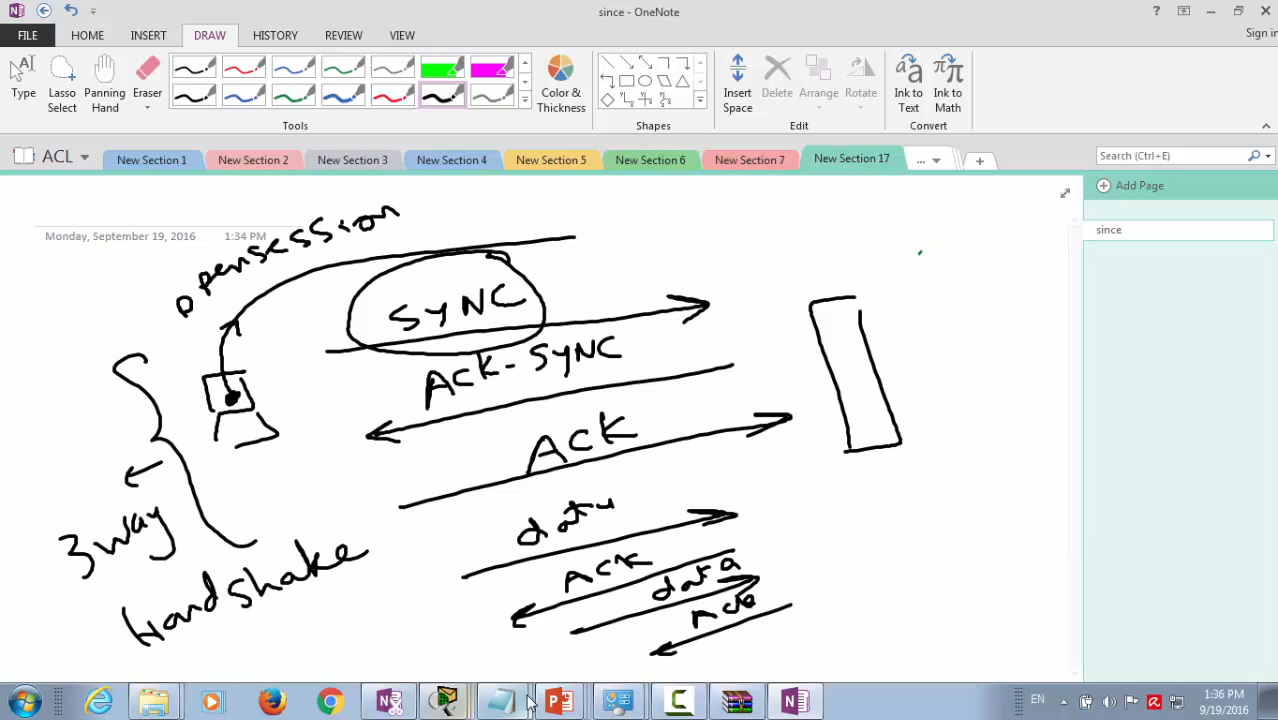 since - OneNote
Sign in
FILE HOME INSERT DRAW HISTORY REVIEW VIEW
Type
Lasso Select
Panning Hand
Eraser
Color & Thickness
Insert Space
Delete
Arrange
Rotate
Ink to Text
Ink to Math
Tools
Shapes
Edit
Convert
ACL
New Section 1
New Section 2
New Section 3
New Section 4
New Section 5
New Section 6
New Section 7
New Section 17
...
Search (Ctrl+E)
Add Page
since
Monday, September 19, 2016 1:34 PM
opensession
SYNC
ACK-SYNC
ACK
3way
Handshake
data
ACK
data
Ack
EN
1:36 PM
9/19/2016